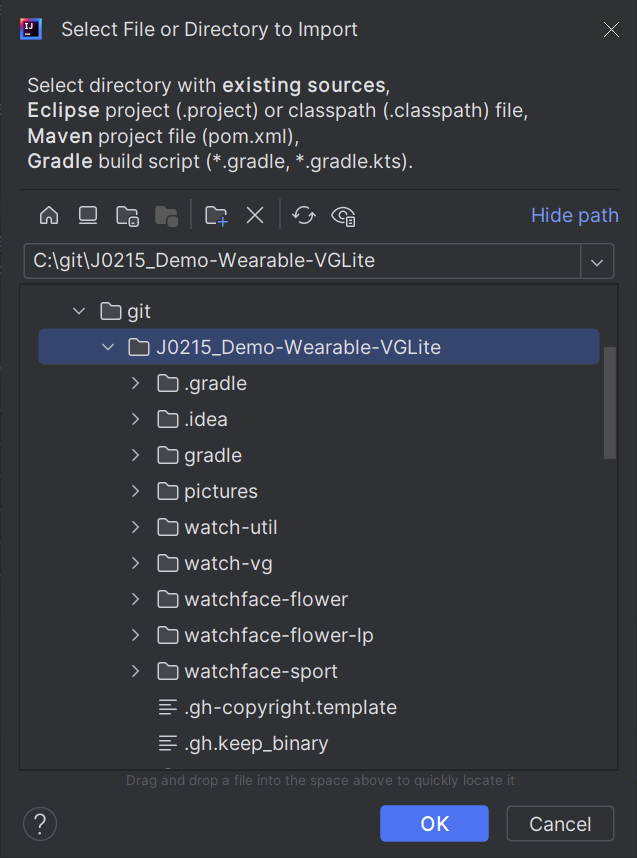 IJ
Select File or Directory to Import
Select directory with existing sources,
Eclipse project (.project) or classpath (.classpath) file,
Maven project file (pom.xml),
Gradle build script (*.gradle, *.gradle.kts).
Hide path
C:\git\J0215_Demo-Wearable-VGLite
git
J0215_Demo-Wearable-VGLite
.gradle
.idea
gradle
pictures
watch-util
watch-vg
watchface-flower
watchface-flower-lp
watchface-sport
.gh-copyright.template
.gh.keep_binary
Drag and drop a file into the space above to quickly locate it
?
OK
Cancel